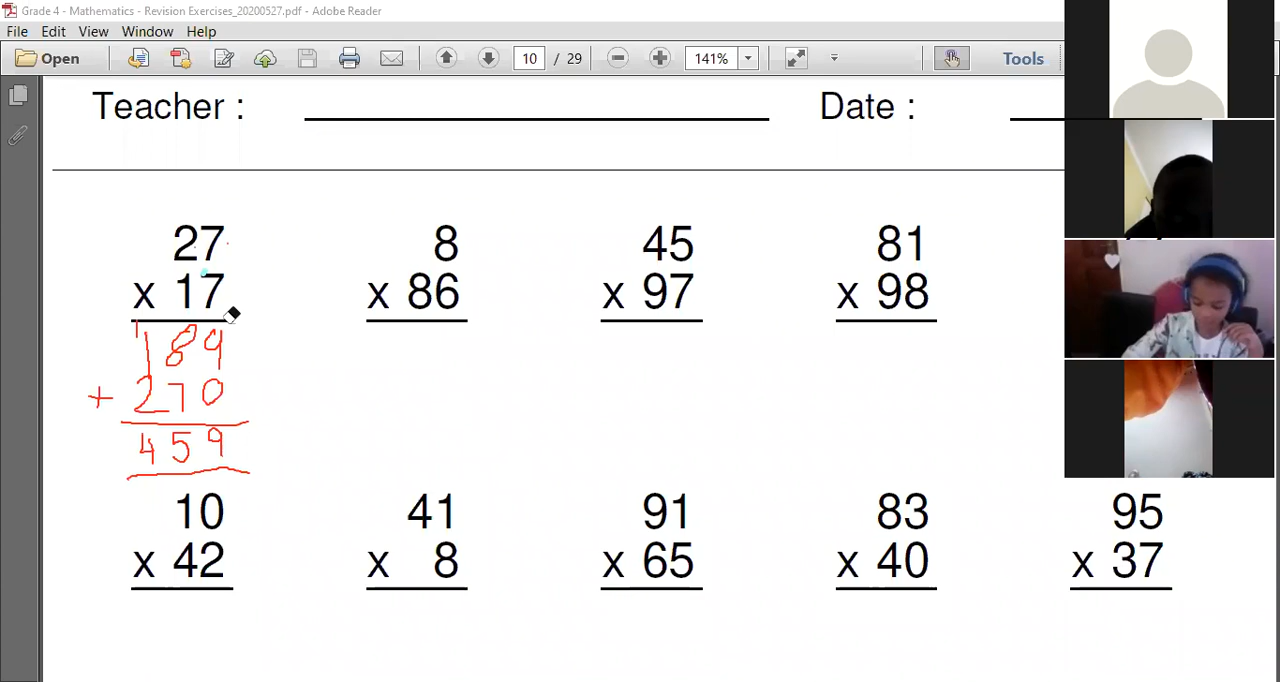 Grade 4 - Mathematics - Revision Exercises_20200527.pdf - Adobe Reader
File Edit View Window Help
Open 10 / 29 141% Tools
Teacher : Date :
27 8 45 81
x 17 x 86 x 97 x 98
1
189
+ 270
459
10 41 91 83 95
x 42 x 8 x 65 x 40 x 37